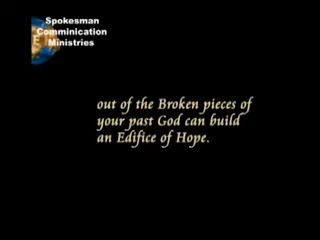 Spokesman
Comminication
Ministries
out of the Broken pieces of
your past God can build
an Edifice of Hope.